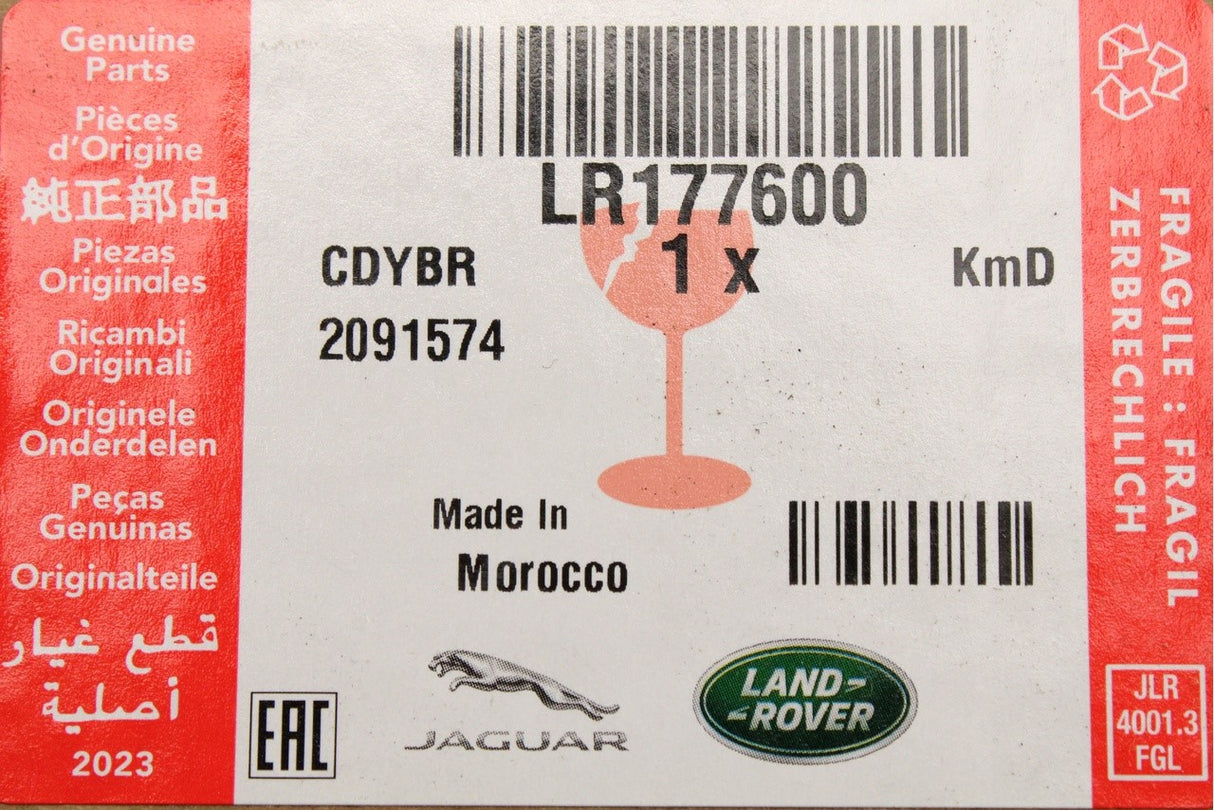 Genuine
Parts
Pièces
d'Origine
純正部品
Piezas
Originales
Ricambi
Originali
Originele
Onderdelen
Peças
Genuinas
Originalteile
قطع غيار
أصلية
2023
LR177600
1 x
CDYBR
KmD
2091574
Made In
Morocco
EAC
JAGUAR
LAND-
-ROVER
FRAGILE : FRAGIL
ZERBRECHLICH
JLR
4001.3
FGL